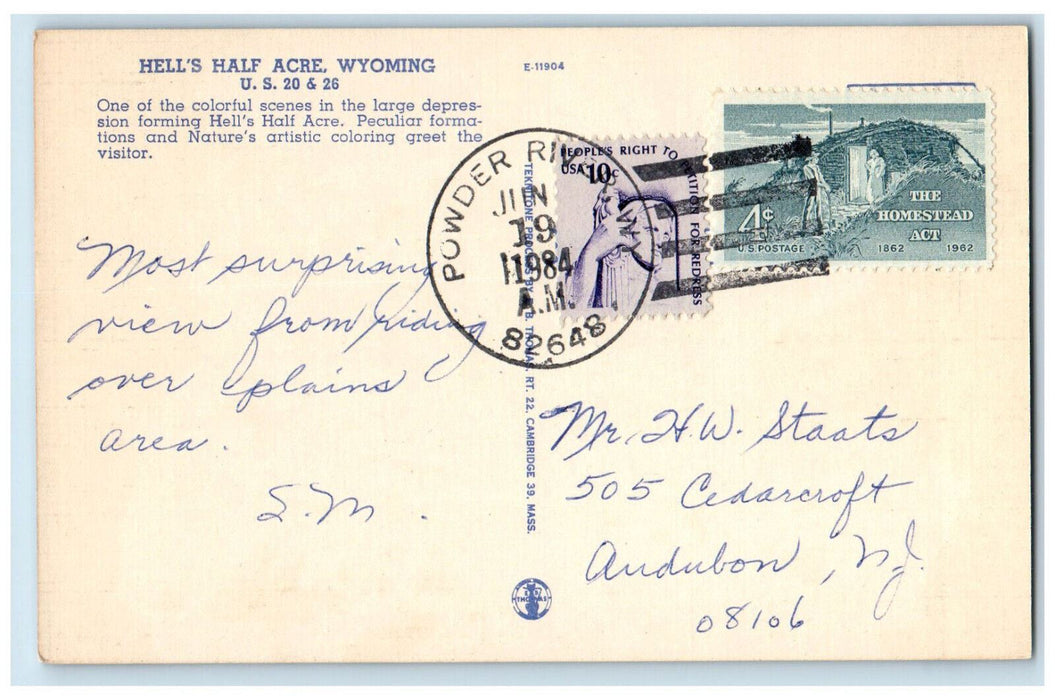 HELL'S HALF ACRE, WYOMING
U. S. 20 & 26
One of the colorful scenes in the large depres-
sion forming Hell's Half Acre. Peculiar forma-
tions and Nature's artistic coloring greet the
visitor.
E-11904
Most surprising
view from riding
over plains
area.
S.M.
POWDER RIVER
JUN
19
1984
A.M.
82648
PEOPLE'S RIGHT TO PETITION FOR REDRESS
USA 10c
THE
HOMESTEAD
ACT
4¢
U.S. POSTAGE
1862 1962
TEKNITONE PROCESS BY THOMAS, RT. 22, CAMBRIDGE 39, MASS.
THOMAS
Mr. H.W. Staats
505 Cedarcroft
Audubon, N.J.
08106